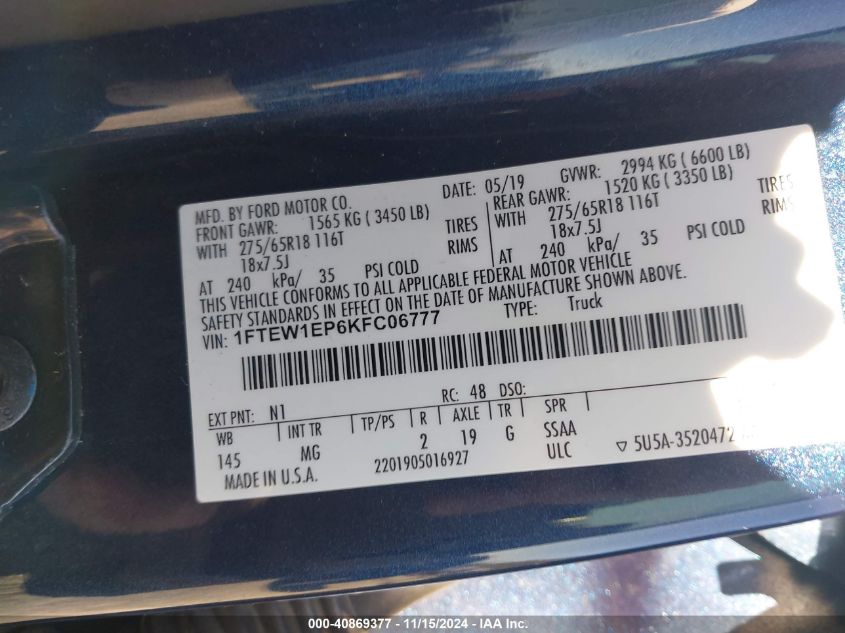 MFD. BY FORD MOTOR CO. DATE: 05/19 GVWR: 2994 KG ( 6600 LB)
FRONT GAWR: 1565 KG ( 3450 LB) REAR GAWR: 1520 KG ( 3350 LB)
WITH 275/65R18 116T TIRES WITH 275/65R18 116T TIRES
18x7.5J RIMS 18x7.5J RIMS
AT 240 kPa/ 35 PSI COLD AT 240 kPa/ 35 PSI COLD
THIS VEHICLE CONFORMS TO ALL APPLICABLE FEDERAL MOTOR VEHICLE
SAFETY STANDARDS IN EFFECT ON THE DATE OF MANUFACTURE SHOWN ABOVE.
VIN: 1FTEW1EP6KFC06777 TYPE: Truck
EXT PNT: N1 RC: 48 DSO:
WB INT TR TP/PS R AXLE TR SPR
145 MG 2 19 G SSAA
MADE IN U.S.A. 2201905016927 ULC ▽ 5U5A-3520472
000-40869377 - 11/15/2024 - IAAI.com